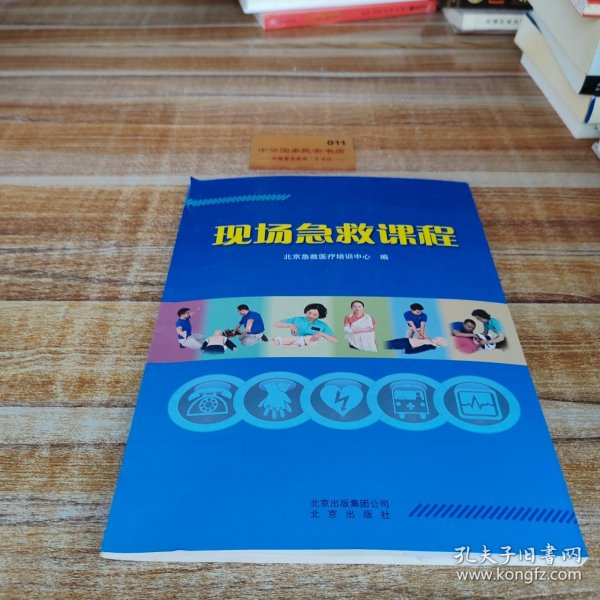 011
现场急救课程
北京急救医疗培训中心 编
北京出版集团公司
北京出版社
孔夫子旧书网
www.kongfz.com